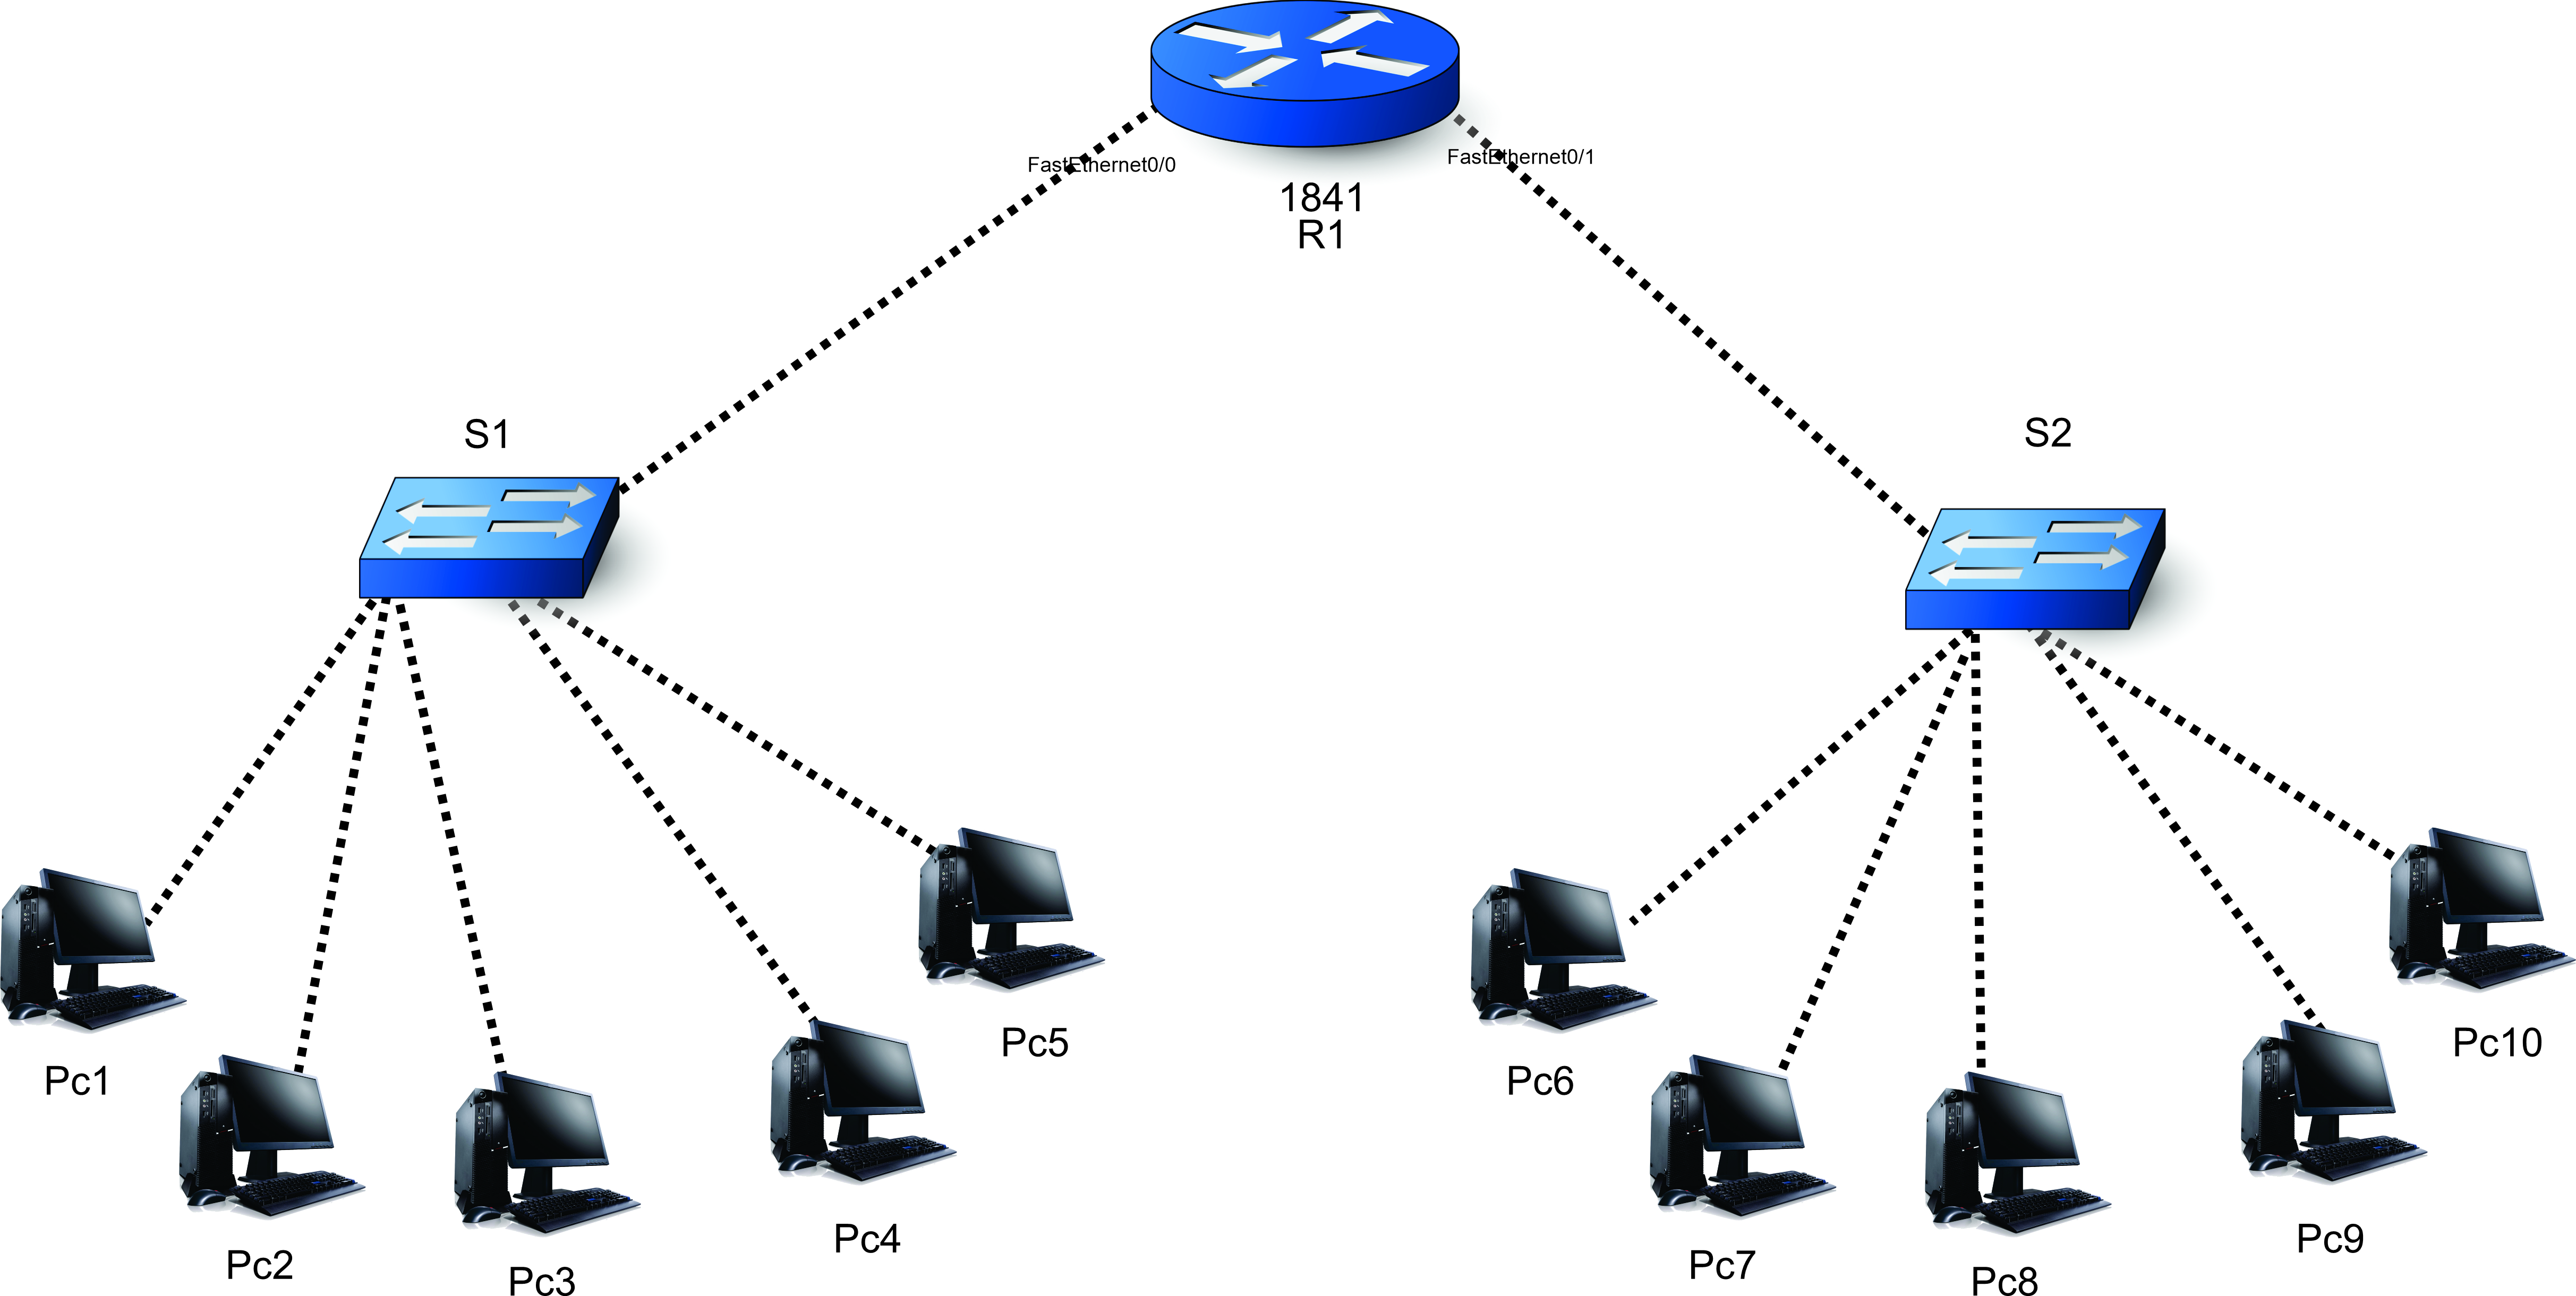 FastEthernet0/0
FastEthernet0/1
1841
R1
S1
S2
Pc1
Pc2
Pc3
Pc4
Pc5
Pc6
Pc7
Pc8
Pc9
Pc10